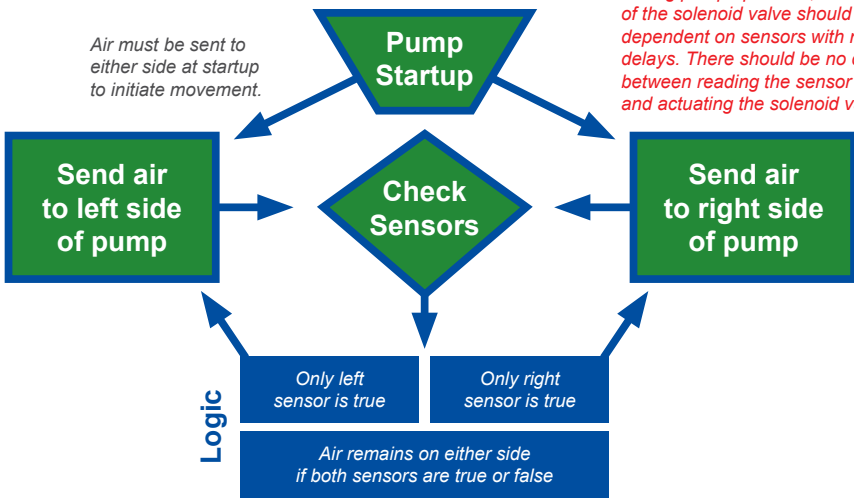 Air must be sent to
either side at startup
to initiate movement.
Pump
Startup
of the solenoid valve should
dependent on sensors with
delays. There should be no
between reading the sensor
and actuating the solenoid
Send air
to left side
of pump
Check
Sensors
Send air
to right side
of pump
Logic
Only left
sensor is true
Only right
sensor is true
Air remains on either side
if both sensors are true or false